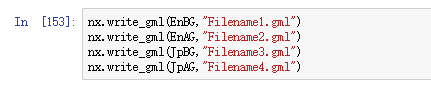 In [153]: nx.write_gml(EnBG,"Filename1.gml")
nx.write_gml(EnAG,"Filename2.gml")
nx.write_gml(JpBG,"Filename3.gml")
nx.write_gml(JpAG,"Filename4.gml")